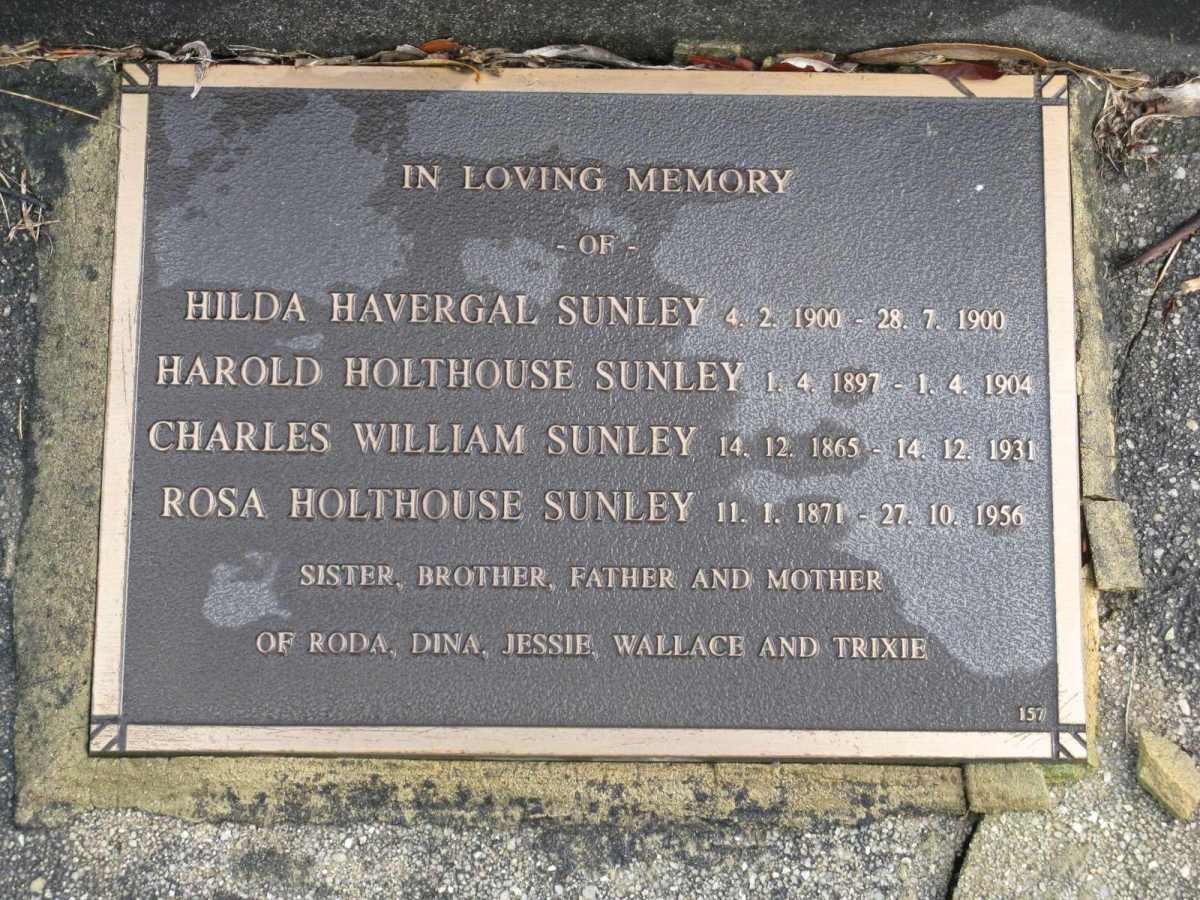 IN LOVING MEMORY
- OF -
HILDA HAVERGAL SUNLEY 4. 2. 1900 - 28. 7. 1900
HAROLD HOLTHOUSE SUNLEY 1. 4. 1897 - 1. 4. 1904
CHARLES WILLIAM SUNLEY 14. 12. 1865 - 14. 12. 1931
ROSA HOLTHOUSE SUNLEY 11. 1. 1871 - 27. 10. 1956
SISTER, BROTHER, FATHER AND MOTHER
OF RODA, DINA, JESSIE, WALLACE AND TRIXIE
157